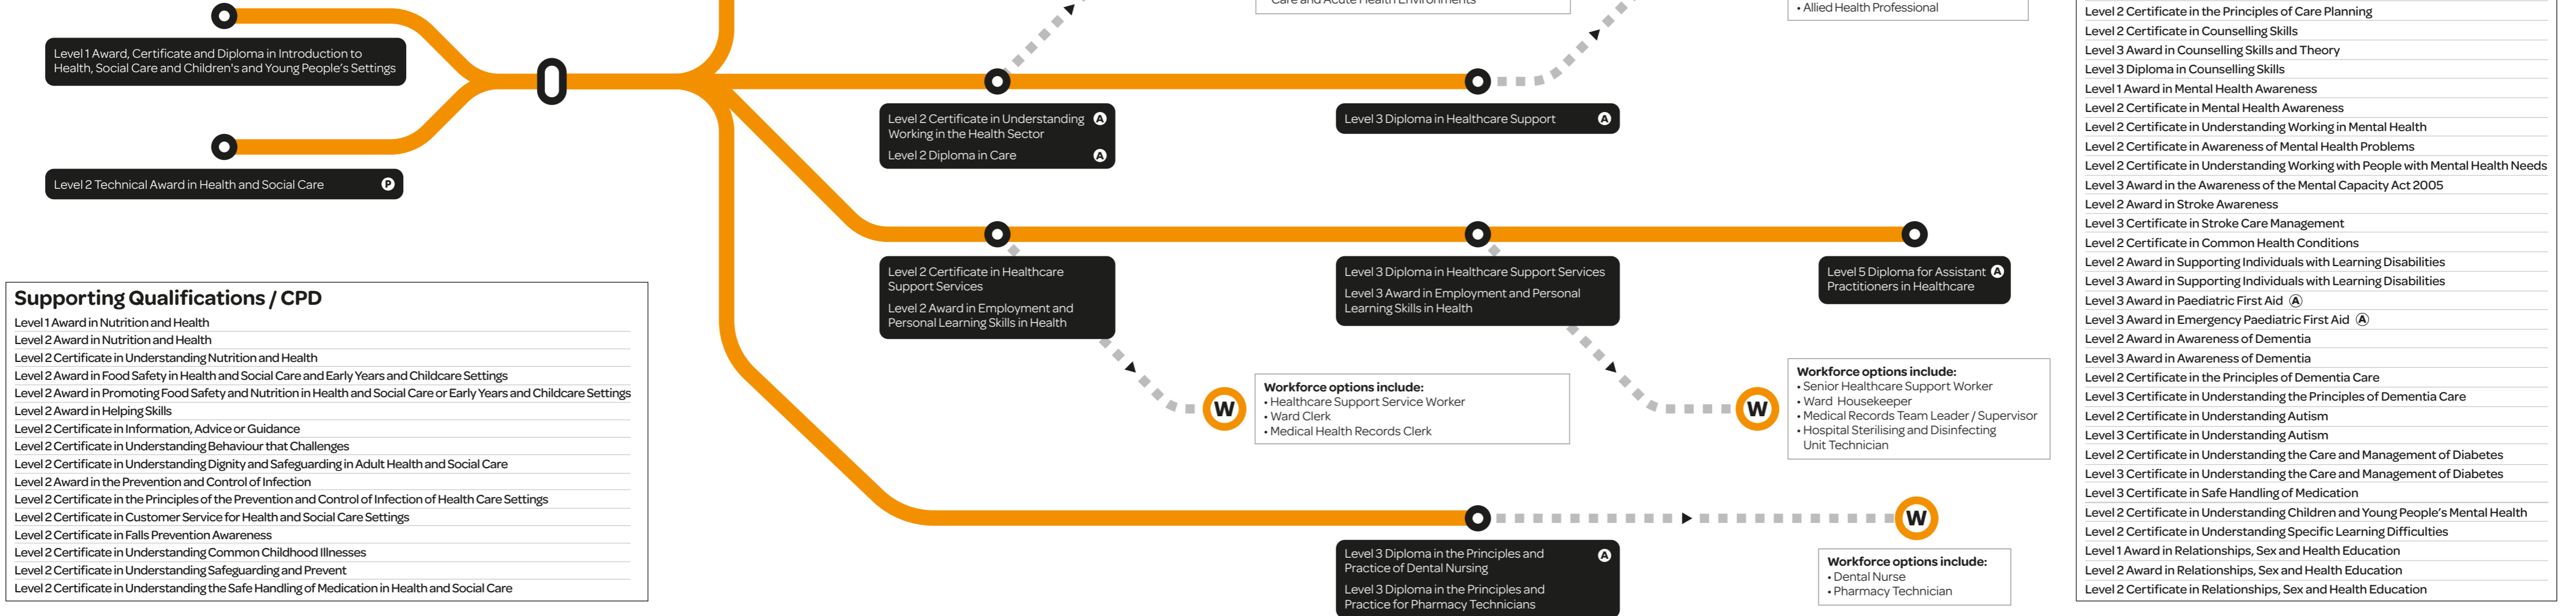 Care and Acute Health Environments
• Allied Health Professional
Level 1 Award, Certificate and Diploma in Introduction to
Health, Social Care and Children's and Young People's Settings
Level 2 Technical Award in Health and Social Care P
Level 2 Certificate in Understanding A
Working in the Health Sector
Level 2 Diploma in Care A
Level 3 Diploma in Healthcare Support A
Level 2 Certificate in Healthcare
Support Services
Level 2 Award in Employment and
Personal Learning Skills in Health
Level 3 Diploma in Healthcare Support Services
Level 3 Award in Employment and Personal
Learning Skills in Health
Level 5 Diploma for Assistant A
Practitioners in Healthcare
W
Workforce options include:
• Healthcare Support Service Worker
• Ward Clerk
• Medical Health Records Clerk
W
Workforce options include:
• Senior Healthcare Support Worker
• Ward Housekeeper
• Medical Records Team Leader / Supervisor
• Hospital Sterilising and Disinfecting
Unit Technician
Level 3 Diploma in the Principles and A
Practice of Dental Nursing
Level 3 Diploma in the Principles and
Practice for Pharmacy Technicians
W
Workforce options include:
• Dental Nurse
• Pharmacy Technician
Supporting Qualifications / CPD
Level 1 Award in Nutrition and Health
Level 2 Award in Nutrition and Health
Level 2 Certificate in Understanding Nutrition and Health
Level 2 Award in Food Safety in Health and Social Care and Early Years and Childcare Settings
Level 2 Award in Promoting Food Safety and Nutrition in Health and Social Care or Early Years and Childcare Settings
Level 2 Award in Helping Skills
Level 2 Certificate in Information, Advice or Guidance
Level 2 Certificate in Understanding Behaviour that Challenges
Level 2 Certificate in Understanding Dignity and Safeguarding in Adult Health and Social Care
Level 2 Award in the Prevention and Control of Infection
Level 2 Certificate in the Principles of the Prevention and Control of Infection of Health Care Settings
Level 2 Certificate in Customer Service for Health and Social Care Settings
Level 2 Certificate in Falls Prevention Awareness
Level 2 Certificate in Understanding Common Childhood Illnesses
Level 2 Certificate in Understanding Safeguarding and Prevent
Level 2 Certificate in Understanding the Safe Handling of Medication in Health and Social Care
Level 2 Certificate in the Principles of Care Planning
Level 2 Certificate in Counselling Skills
Level 3 Award in Counselling Skills and Theory
Level 3 Diploma in Counselling Skills
Level 1 Award in Mental Health Awareness
Level 2 Certificate in Mental Health Awareness
Level 2 Certificate in Understanding Working in Mental Health
Level 2 Certificate in Awareness of Mental Health Problems
Level 2 Certificate in Understanding Working with People with Mental Health Needs
Level 3 Award in the Awareness of the Mental Capacity Act 2005
Level 2 Award in Stroke Awareness
Level 3 Certificate in Stroke Care Management
Level 2 Certificate in Common Health Conditions
Level 2 Award in Supporting Individuals with Learning Disabilities
Level 3 Award in Supporting Individuals with Learning Disabilities
Level 3 Award in Paediatric First Aid A
Level 3 Award in Emergency Paediatric First Aid A
Level 2 Award in Awareness of Dementia
Level 3 Award in Awareness of Dementia
Level 2 Certificate in the Principles of Dementia Care
Level 3 Certificate in Understanding the Principles of Dementia Care
Level 2 Certificate in Understanding Autism
Level 3 Certificate in Understanding Autism
Level 2 Certificate in Understanding the Care and Management of Diabetes
Level 3 Certificate in Understanding the Care and Management of Diabetes
Level 3 Certificate in Safe Handling of Medication
Level 2 Certificate in Understanding Children and Young People's Mental Health
Level 2 Certificate in Understanding Specific Learning Difficulties
Level 1 Award in Relationships, Sex and Health Education
Level 2 Award in Relationships, Sex and Health Education
Level 2 Certificate in Relationships, Sex and Health Education